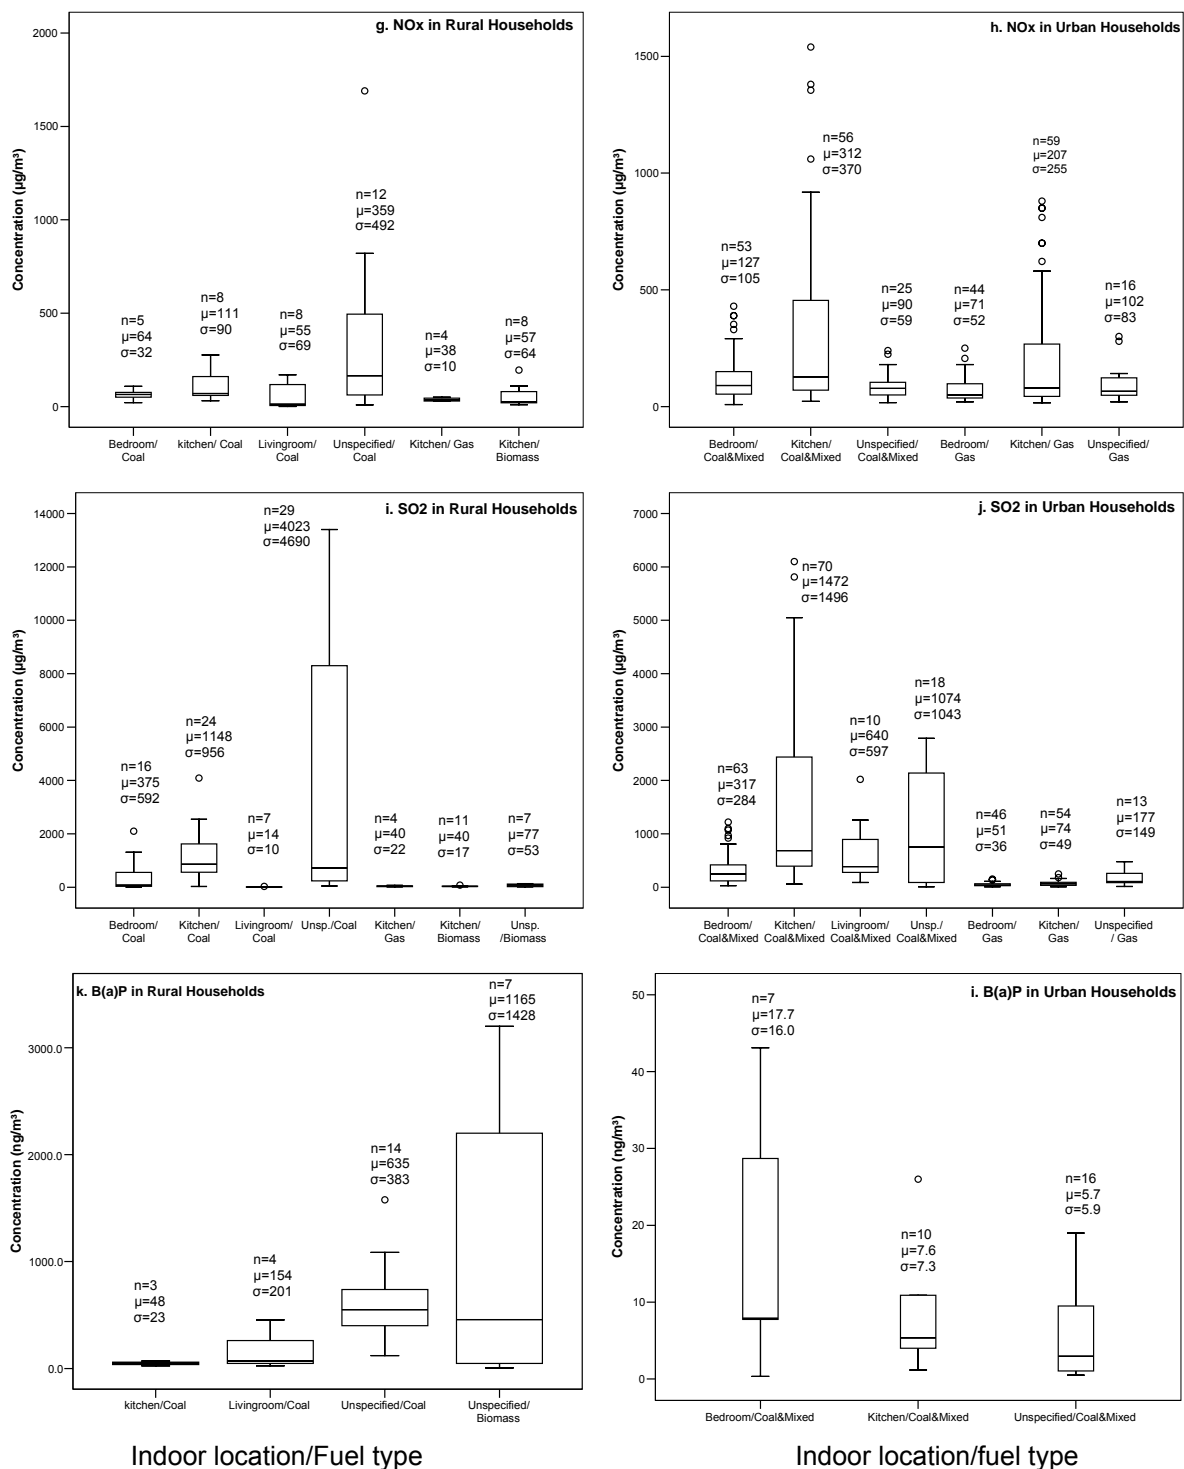 g. NOx in Rural Households
Concentration (µg/m³)
2000
1500
1000
500
0
n=5
µ=64
σ=32
n=8
µ=111
σ=90
n=8
µ=55
σ=69
n=12
µ=359
σ=492
n=4
µ=38
σ=10
n=8
µ=57
σ=64
Bedroom/
Coal
kitchen/ Coal
Livingroom/
Coal
Unspecified/
Coal
Kitchen/ Gas
Kitchen/
Biomass
h. NOx in Urban Households
Concentration (µg/m³)
1500
1000
500
0
n=53
µ=127
σ=105
n=56
µ=312
σ=370
n=25
µ=90
σ=59
n=44
µ=71
σ=52
n=59
µ=207
σ=255
n=16
µ=102
σ=83
Bedroom/
Coal&Mixed
Kitchen/
Coal&Mixed
Unspecified/
Coal&Mixed
Bedroom/
Gas
Kitchen/ Gas
Unspecified/
Gas
i. SO2 in Rural Households
Concentration (µg/m³)
14000
12000
10000
8000
6000
4000
2000
0
n=16
µ=375
σ=592
n=24
µ=1148
σ=956
n=7
µ=14
σ=10
n=29
µ=4023
σ=4690
n=4
µ=40
σ=22
n=11
µ=40
σ=17
n=7
µ=77
σ=53
Bedroom/
Coal
Kitchen/
Coal
Livingroom/
Coal
Unsp./Coal
Kitchen/
Gas
Kitchen/
Biomass
Unsp.
/Biomass
j. SO2 in Urban Households
Concentration (µg/m³)
7000
6000
5000
4000
3000
2000
1000
0
n=63
µ=317
σ=284
n=70
µ=1472
σ=1496
n=10
µ=640
σ=597
n=18
µ=1074
σ=1043
n=46
µ=51
σ=36
n=54
µ=74
σ=49
n=13
µ=177
σ=149
Bedroom/
Coal&Mixed
Kitchen/
Coal&Mixed
Livingroom/
Coal&Mixed
Unsp./
Coal&Mixed
Bedroom/
Gas
Kitchen/
Gas
Unspecified
/ Gas
k. B(a)P in Rural Households
Concentration (ng/m³)
3000.0
2000.0
1000.0
0.0
n=3
µ=48
σ=23
n=4
µ=154
σ=201
n=14
µ=635
σ=383
n=7
µ=1165
σ=1428
kitchen/Coal
Livingroom/Coal
Unspecified/Coal
Unspecified/
Biomass
Indoor location/Fuel type
i. B(a)P in Urban Households
Concentration (ng/m³)
50
40
30
20
10
0
n=7
µ=17.7
σ=16.0
n=10
µ=7.6
σ=7.3
n=16
µ=5.7
σ=5.9
Bedroom/Coal&Mixed
Kitchen/Coal&Mixed
Unspecified/Coal&Mixed
Indoor location/fuel type